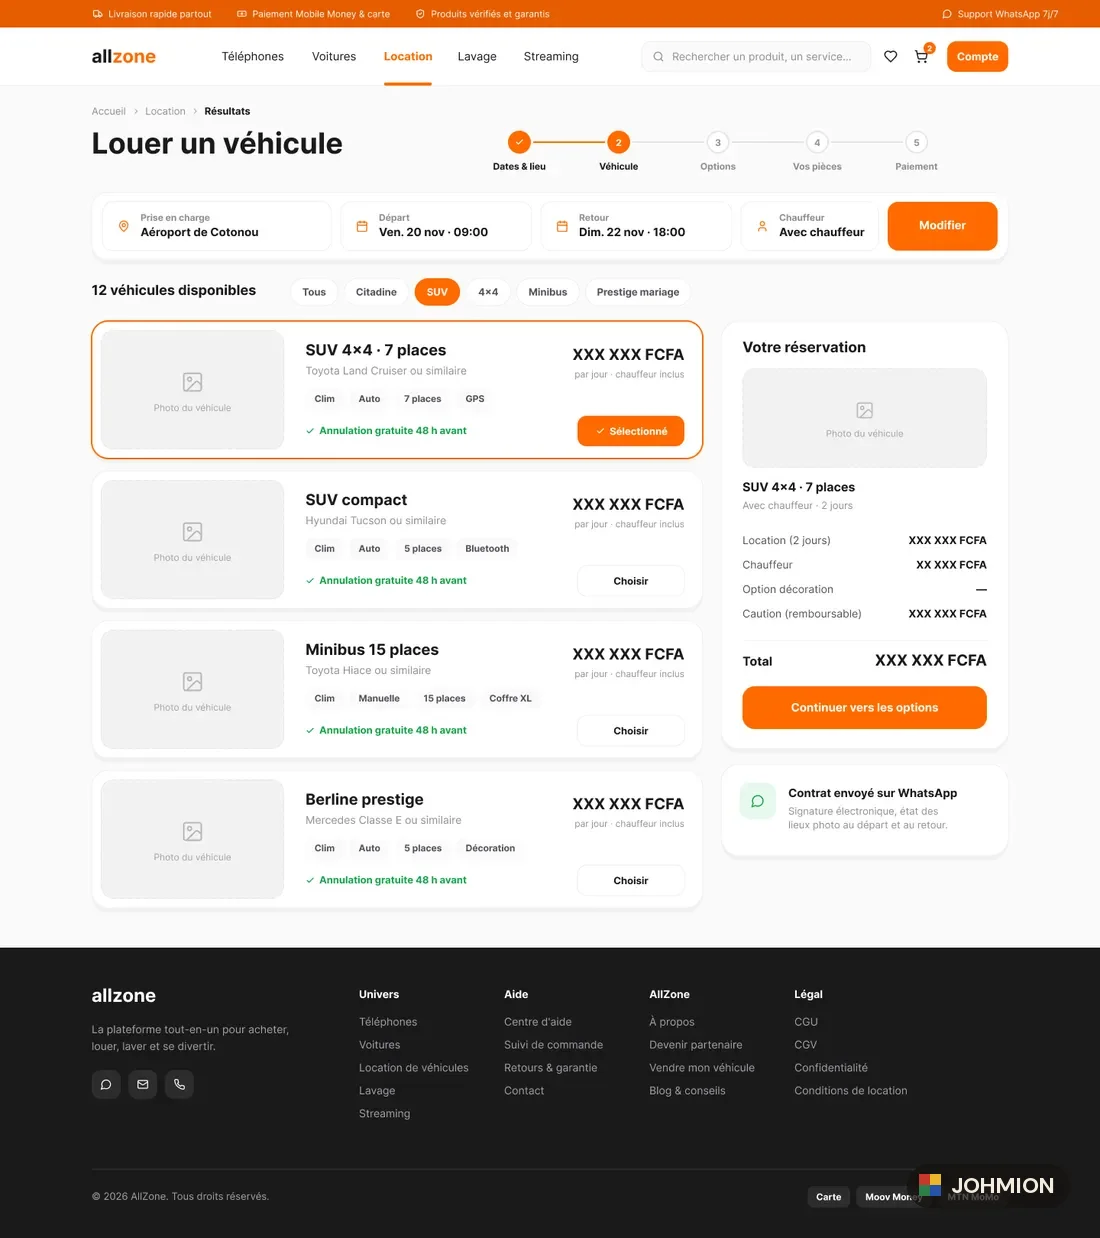 Livraison rapide partout
Paiement Mobile Money & carte
Produits vérifiés et garantis
Support WhatsApp 7j/7
allzone
Téléphones
Voitures
Location
Lavage
Streaming
Rechercher un produit, un service...
2
Compte
Accueil > Location > Résultats
Louer un véhicule
2
3
4
5
Dates & lieu
Véhicule
Options
Vos pièces
Paiement
Prise en charge
Aéroport de Cotonou
Départ
Ven. 20 nov · 09:00
Retour
Dim. 22 nov · 18:00
Chauffeur
Avec chauffeur
Modifier
12 véhicules disponibles
Tous
Citadine
SUV
4×4
Minibus
Prestige mariage
Photo du véhicule
SUV 4×4 · 7 places
Toyota Land Cruiser ou similaire
Clim
Auto
7 places
GPS
Annulation gratuite 48 h avant
XXX XXX FCFA
par jour · chauffeur inclus
Sélectionné
Photo du véhicule
SUV compact
Hyundai Tucson ou similaire
Clim
Auto
5 places
Bluetooth
Annulation gratuite 48 h avant
XXX XXX FCFA
par jour · chauffeur inclus
Choisir
Photo du véhicule
Minibus 15 places
Toyota Hiace ou similaire
Clim
Manuelle
15 places
Coffre XL
Annulation gratuite 48 h avant
XXX XXX FCFA
par jour · chauffeur inclus
Choisir
Photo du véhicule
Berline prestige
Mercedes Classe E ou similaire
Clim
Auto
5 places
Décoration
Annulation gratuite 48 h avant
XXX XXX FCFA
par jour · chauffeur inclus
Choisir
Votre réservation
Photo du véhicule
SUV 4×4 · 7 places
Avec chauffeur · 2 jours
Location (2 jours) XXX XXX FCFA
Chauffeur XX XXX FCFA
Option décoration —
Caution (remboursable) XXX XXX FCFA
Total XXX XXX FCFA
Continuer vers les options
Contrat envoyé sur WhatsApp
Signature électronique, état des
lieux photo au départ et au retour.
allzone
La plateforme tout-en-un pour acheter,
louer, laver et se divertir.
Univers
Téléphones
Voitures
Location de véhicules
Lavage
Streaming
Aide
Centre d'aide
Suivi de commande
Retours & garantie
Contact
AllZone
À propos
Devenir partenaire
Vendre mon véhicule
Blog & conseils
Légal
CGU
CGV
Confidentialité
Conditions de location
© 2026 AllZone. Tous droits réservés.
Carte
Moov Money
MTN MoMo
JOHMION